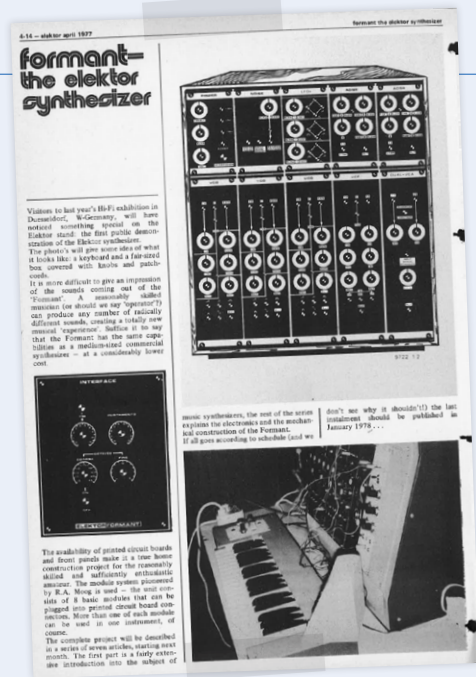 4-14 — elektor april 1977
formant the elektor synthesizer
formant—
the elektor
synthesizer
Visitors to last year's Hi-Fi exhibition in
Duesseldorf, W-Germany, will have
noticed something special on the
Elektor stand: the first public demon-
stration of the Elektor synthesizer.
The photo's will give some idea of what
it looks like: a keyboard and a fair-sized
box covered with knobs and patch-
cords.
It is more difficult to give an impression
of the sounds coming out of the
'Formant'. A reasonably skilled
musician (or should we say 'operator'?)
can produce any number of radically
different sounds, creating a totally new
musical 'experience'. Suffice it to say
that the Formant has the same capa-
bilities as a medium-sized commercial
synthesizer — at a considerably lower
cost.
INTERFACE
ELEKTOR FORMANT
The availability of printed circuit boards
and front panels make it a true home
construction project for the reasonably
skilled and sufficiently enthusiastic
amateur. The module system pioneered
by R.A. Moog is used — the unit con-
sists of 8 basic modules that can be
plugged into printed circuit board con-
nectors. More than one of each module
can be used in one instrument, of
course.
The complete project will be described
in a series of seven articles, starting next
month. The first part is a fairly exten-
sive introduction into the subject of
9722 1 2
music synthesizers, the rest of the series
explains the electronics and the mechan-
ical construction of the Formant.
If all goes according to schedule (and we
don't see why it shouldn't!) the last
instalment should be published in
January 1978 . . .